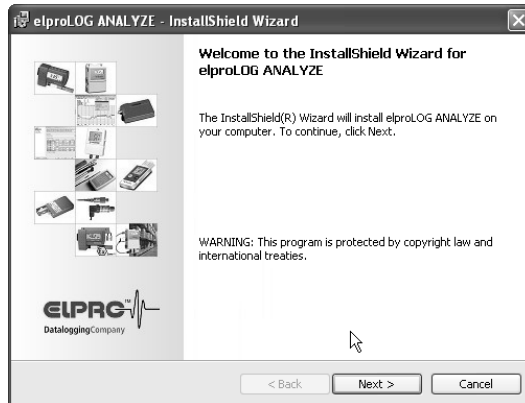 elproLOG ANALYZE - InstallShield Wizard
Welcome to the InstallShield Wizard for
elproLOG ANALYZE
The InstallShield(R) Wizard will install elproLOG ANALYZE on
your computer. To continue, click Next.
WARNING: This program is protected by copyright law and
international treaties.
ELPRO™
DataloggingCompany
< Back
Next >
Cancel